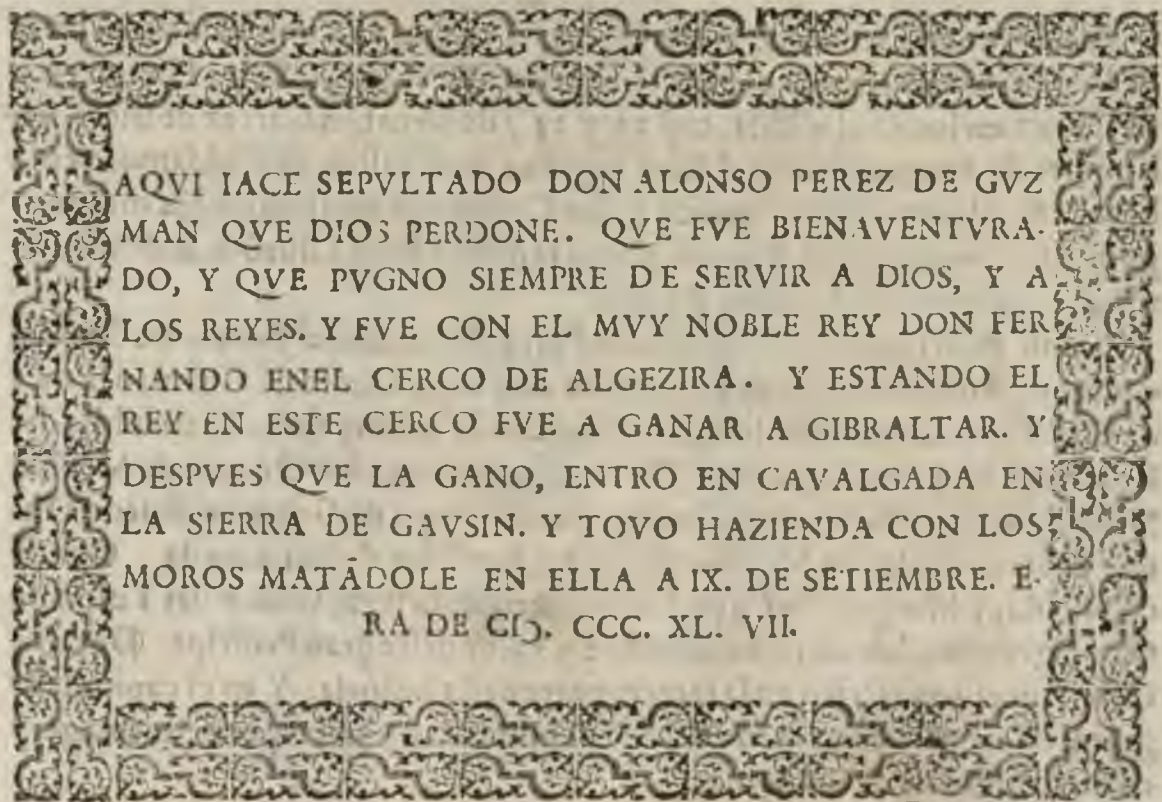 AQVI IACE SEPVLTADO DON ALONSO PEREZ DE GVZ
MAN QVE DIOS PERDONE. QVE FVE BIENAVENTVRA-
DO, Y QVE PVGNO SIEMPRE DE SERVIR A DIOS, Y A
LOS REYES. Y FVE CON EL MVY NOBLE REY DON FER
NANDO ENEL CERCO DE ALGEZIRA. Y ESTANDO EL
REY EN ESTE CERCO FVE A GANAR A GIBRALTAR. Y
DESPVES QVE LA GANO, ENTRO EN CAVALGADA EN
LA SIERRA DE GAVSIN. Y TOVO HAZIENDA CON LOS
MOROS MATĀDOLE EN ELLA A IX. DE SETIEMBRE. E-
RA DE CIↃ. CCC. XL. VII.